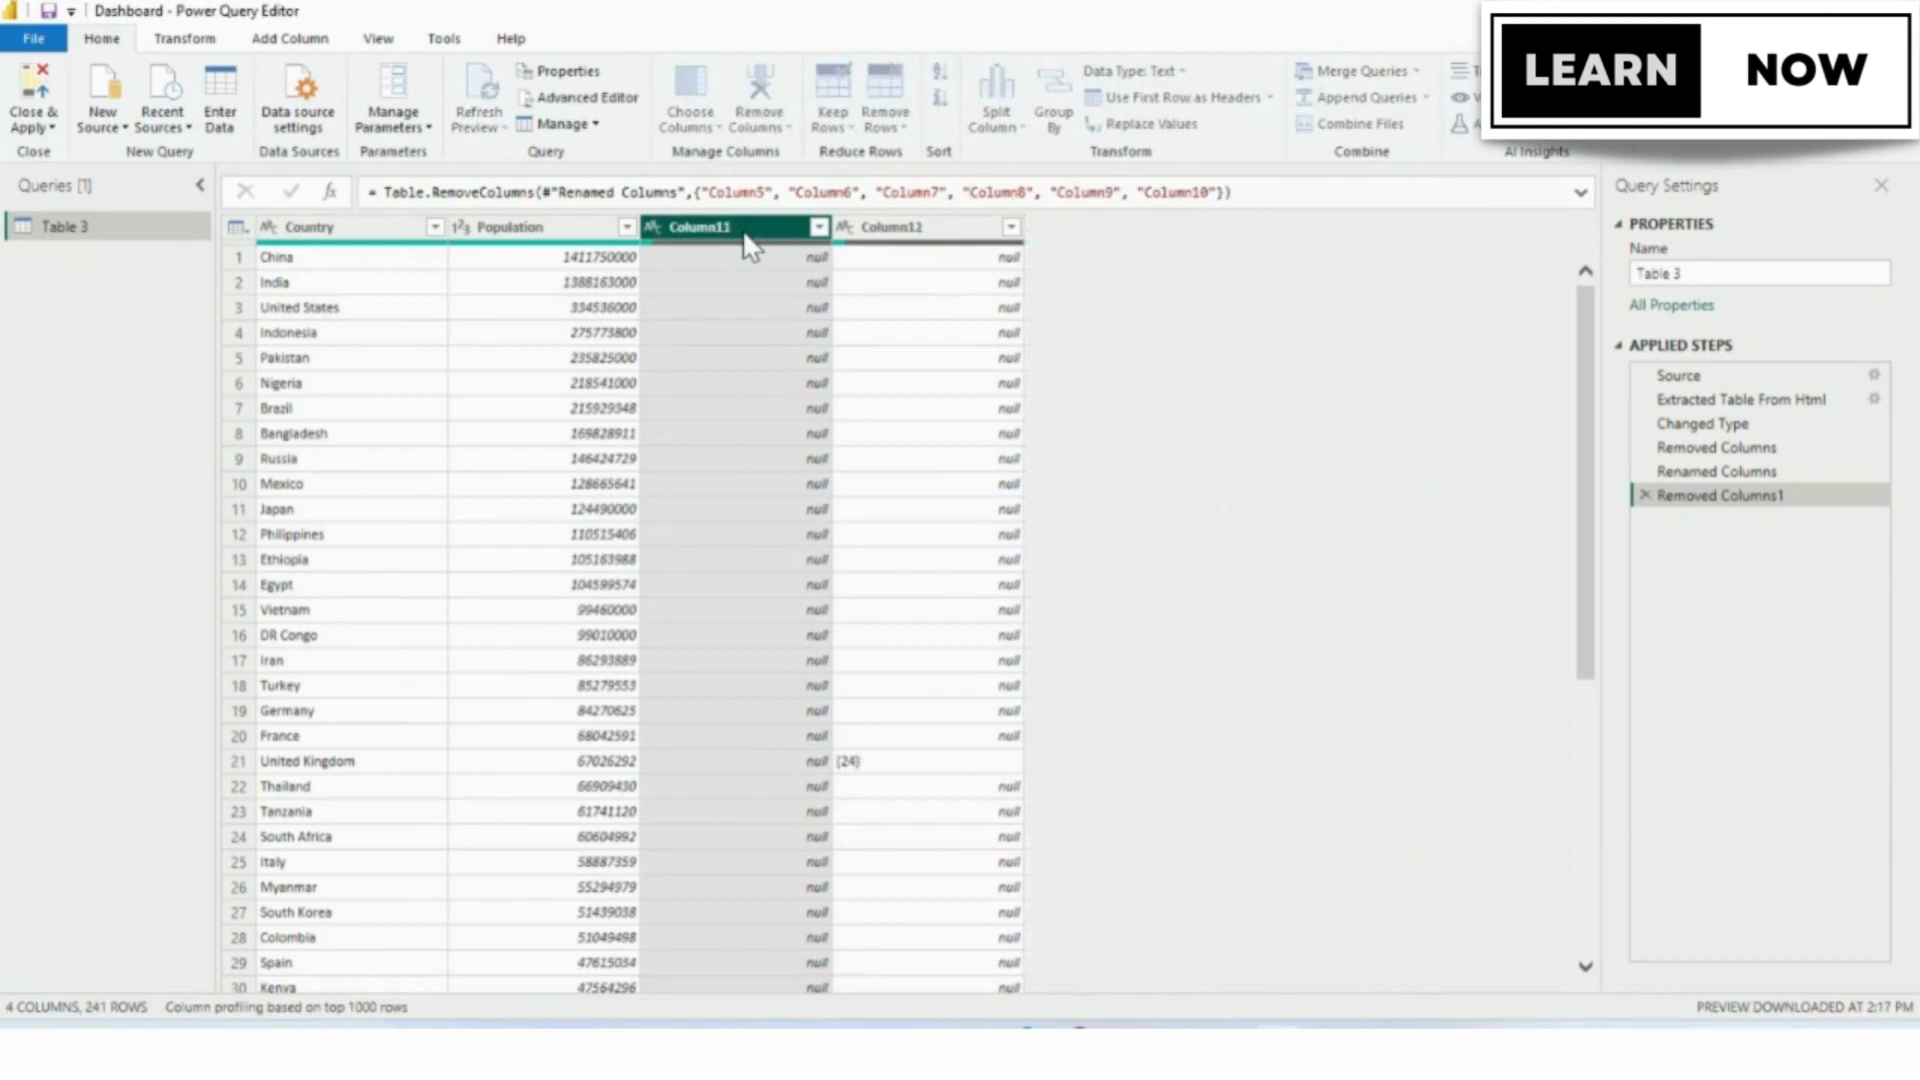 Dashboard - Power Query Editor
File Home Transform Add Column View Tools Help
LEARN NOW
Close & Apply
New Source
Recent Sources
Enter Data
Data source settings
Manage Parameters
Refresh Preview
Properties
Advanced Editor
Manage
Choose Columns
Remove Columns
Keep Rows
Remove Rows
Split Column
Group By
Data Type: Text
Use First Row as Headers
Replace Values
Merge Queries
Append Queries
Combine Files
Close New Query Data Sources Parameters Query Manage Columns Reduce Rows Sort Transform Combine AI Insights
Queries [1]
Table 3
= Table.RemoveColumns(#"Renamed Columns",{"Column5", "Column6", "Column7", "Column8", "Column9", "Column10"})
Country Population Column11 Column12
1 China 1411750000 null null
2 India 1388163000 null null
3 United States 334536000 null null
4 Indonesia 275773800 null null
5 Pakistan 235825000 null null
6 Nigeria 218541000 null null
7 Brazil 215929348 null null
8 Bangladesh 169828911 null null
9 Russia 146424729 null null
10 Mexico 128665641 null null
11 Japan 124490000 null null
12 Philippines 110515406 null null
13 Ethiopia 105163988 null null
14 Egypt 104599574 null null
15 Vietnam 99460000 null null
16 DR Congo 99010000 null null
17 Iran 86293889 null null
18 Turkey 85279553 null null
19 Germany 84270625 null null
20 France 68042591 null null
21 United Kingdom 67026292 null [24]
22 Thailand 66909430 null null
23 Tanzania 61741120 null null
24 South Africa 60604992 null null
25 Italy 58887359 null null
26 Myanmar 55294979 null null
27 South Korea 51439038 null null
28 Colombia 51049498 null null
29 Spain 47615034 null null
30 Kenya 47564296 null null
Query Settings
PROPERTIES
Name
Table 3
All Properties
APPLIED STEPS
Source
Extracted Table From Html
Changed Type
Removed Columns
Renamed Columns
Removed Columns1
4 COLUMNS, 241 ROWS Column profiling based on top 1000 rows
PREVIEW DOWNLOADED AT 2:17 PM